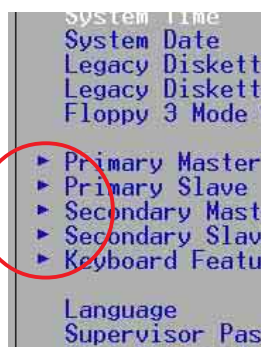 System Time
System Date
Legacy Diskett
Legacy Diskett
Floppy 3 Mode
Primary Master
Primary Slave
Secondary Mast
Secondary Slav
Keyboard Featu
Language
Supervisor Pas